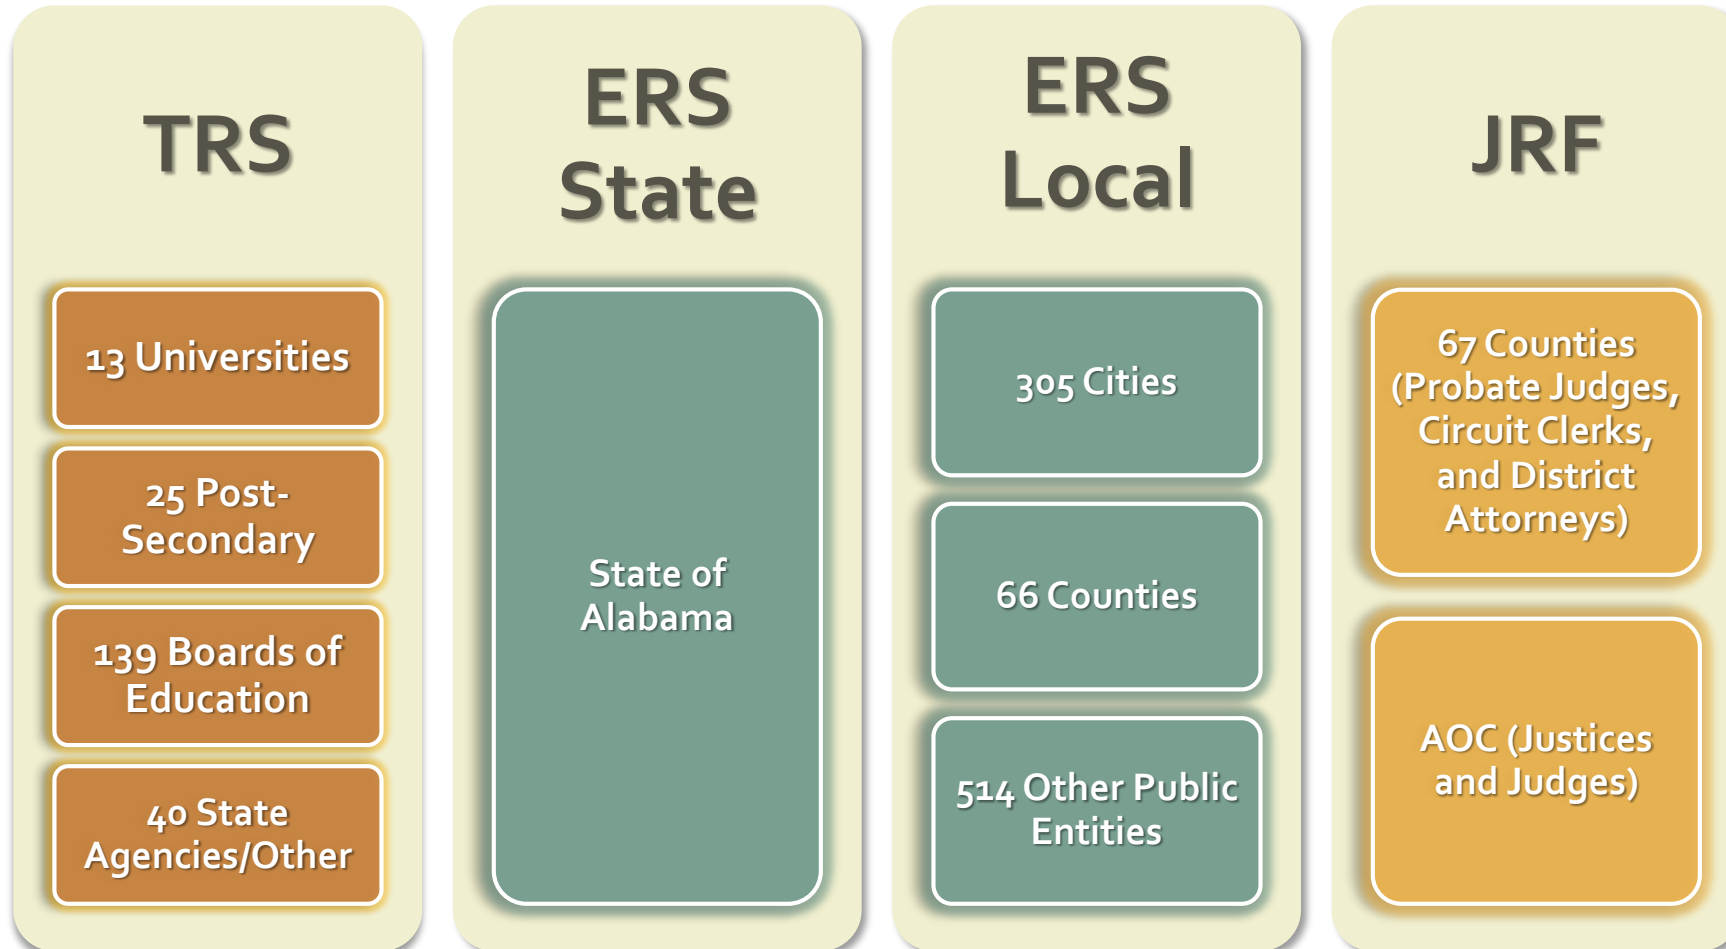 TRS
13 Universities
25 Post-
Secondary
139 Boards of
Education
40 State
Agencies/Other
ERS
State
State of
Alabama
ERS
Local
305 Cities
66 Counties
514 Other Public
Entities
JRF
67 Counties
(Probate Judges,
Circuit Clerks,
and District
Attorneys)
AOC (Justices
and Judges)